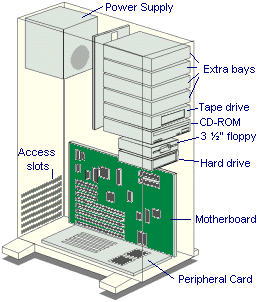 Power Supply
Extra bays
Tape drive
CD-ROM
3 ½" floppy
Hard drive
Access
slots
Motherboard
Peripheral Card